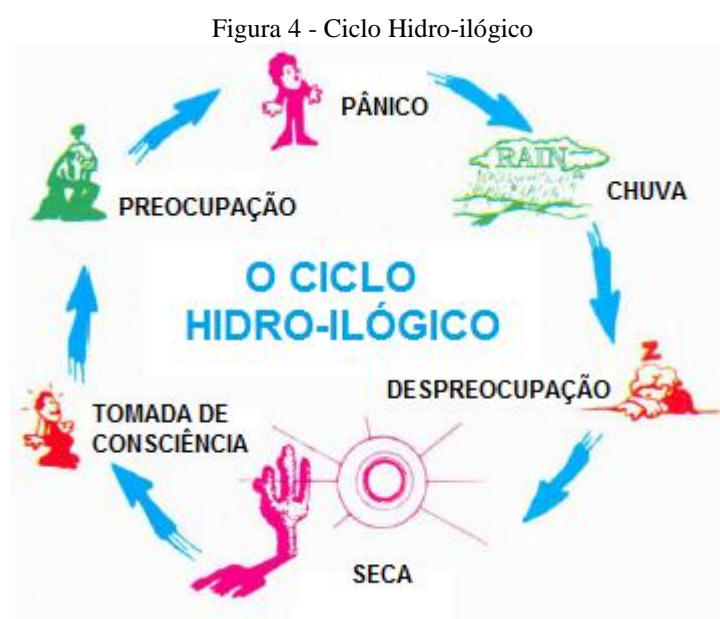 Figura 4 - Ciclo Hidro-ilógico
PÂNICO
RAIN
CHUVA
PREOCUPAÇÃO
O CICLO
HIDRO-ILÓGICO
Z
DESPREOCUPAÇÃO
TOMADA DE
CONSCIÊNCIA
SECA